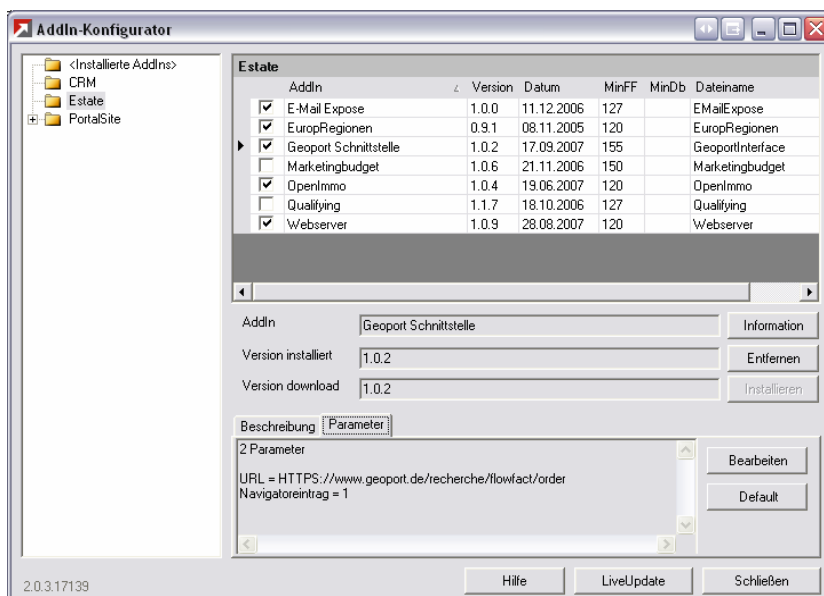 AddIn-Konfigurator
<Installierte AddIns>
CRM
Estate
PortalSite
Estate
AddIn Version Datum MinFF MinDb Dateiname
E-Mail Expose 1.0.0 11.12.2006 127 EMailExpose
EuropRegionen 0.9.1 08.11.2005 120 EuropRegionen
Geoport Schnittstelle 1.0.2 17.09.2007 155 GeoportInterface
Marketingbudget 1.0.6 21.11.2006 150 Marketingbudget
OpenImmo 1.0.4 19.06.2007 120 OpenImmo
Qualifying 1.1.7 18.10.2006 127 Qualifying
Webserver 1.0.9 28.08.2007 120 Webserver
AddIn Geoport Schnittstelle Information
Version installiert 1.0.2 Entfernen
Version download 1.0.2 Installieren
Beschreibung Parameter
2 Parameter
URL = HTTPS://www.geoport.de/recherche/flowfact/order
Navigatoreintrag = 1
Bearbeiten
Default
2.0.3.17139 Hilfe LiveUpdate Schließen